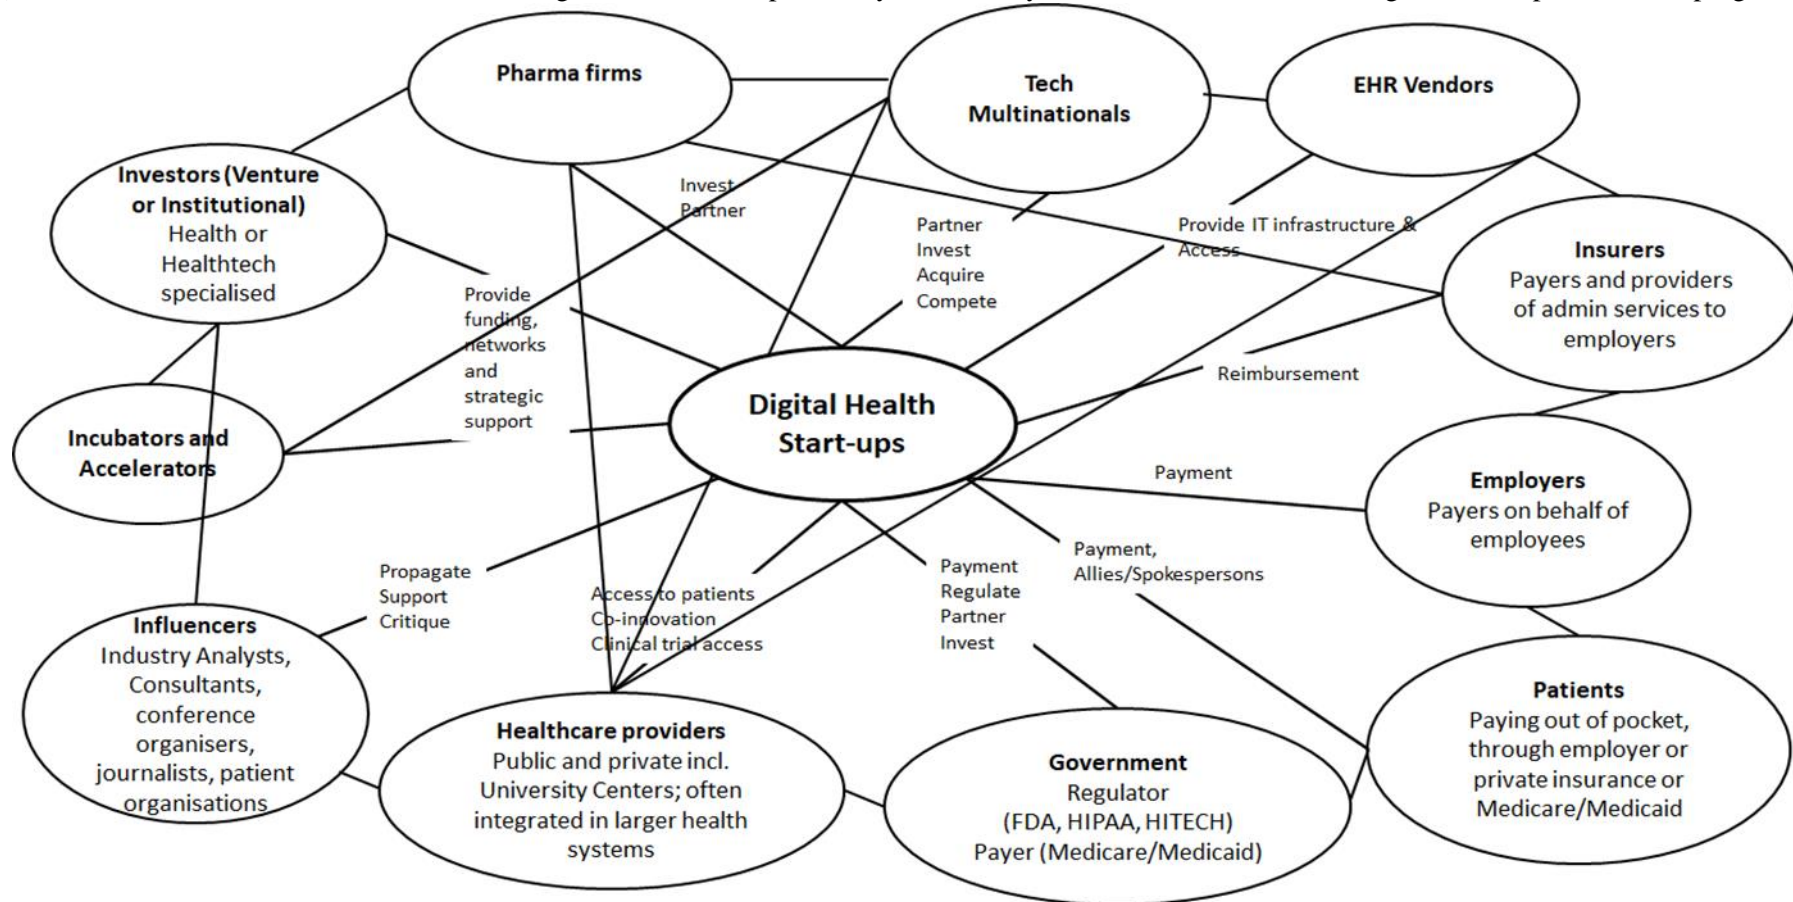 Pharma firms
Tech
Multinationals
EHR Vendors
Investors (Venture
or Institutional)
Health or
Healthtech
specialised
Invest
Partner
Partner
Invest
Acquire
Compete
Provide IT infrastructure &
Access
Insurers
Payers and providers
of admin services to
employers
Provide
funding,
networks
and
strategic
support
Reimbursement
Digital Health
Start-ups
Incubators and
Accelerators
Payment
Employers
Payers on behalf of
employees
Propagate
Support
Critique
Access to patients
Co-innovation
Clinical trial access
Payment
Regulate
Partner
Invest
Payment,
Allies/Spokespersons
Influencers
Industry Analysts,
Consultants,
conference
organisers,
journalists, patient
organisations
Healthcare providers
Public and private incl.
University Centers; often
integrated in larger health
systems
Government
Regulator
(FDA, HIPAA, HITECH)
Payer (Medicare/Medicaid)
Patients
Paying out of pocket,
through employer or
private insurance or
Medicare/Medicaid